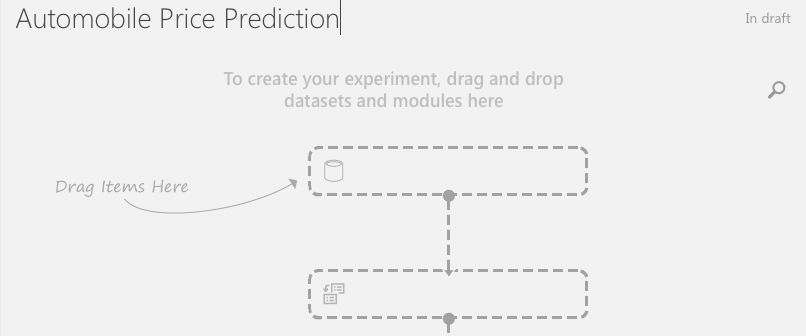 Automobile Price Prediction
In draft
To create your experiment, drag and drop
datasets and modules here
Drag Items Here